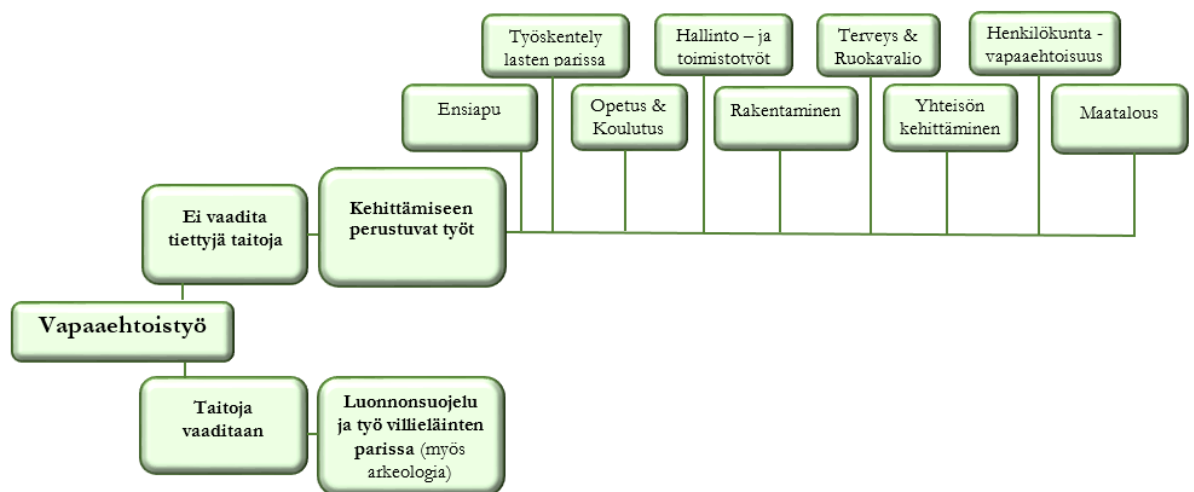 Työskentely
lasten parissa
Hallinto – ja
toimistotyöt
Terveys &
Ruokavalio
Henkilökunta -
vapaaehtoisuus
Ensiapu
Opetus &
Koulutus
Rakentaminen
Yhteisön
kehittäminen
Maatalous
Ei vaadita
tiettyjä taitoja
Kehittämiseen
perustuvat työt
Vapaaehtoistyö
Taitoja
vaaditaan
Luonnonsuojelu
ja työ villieläinten
parissa (myös
arkeologia)